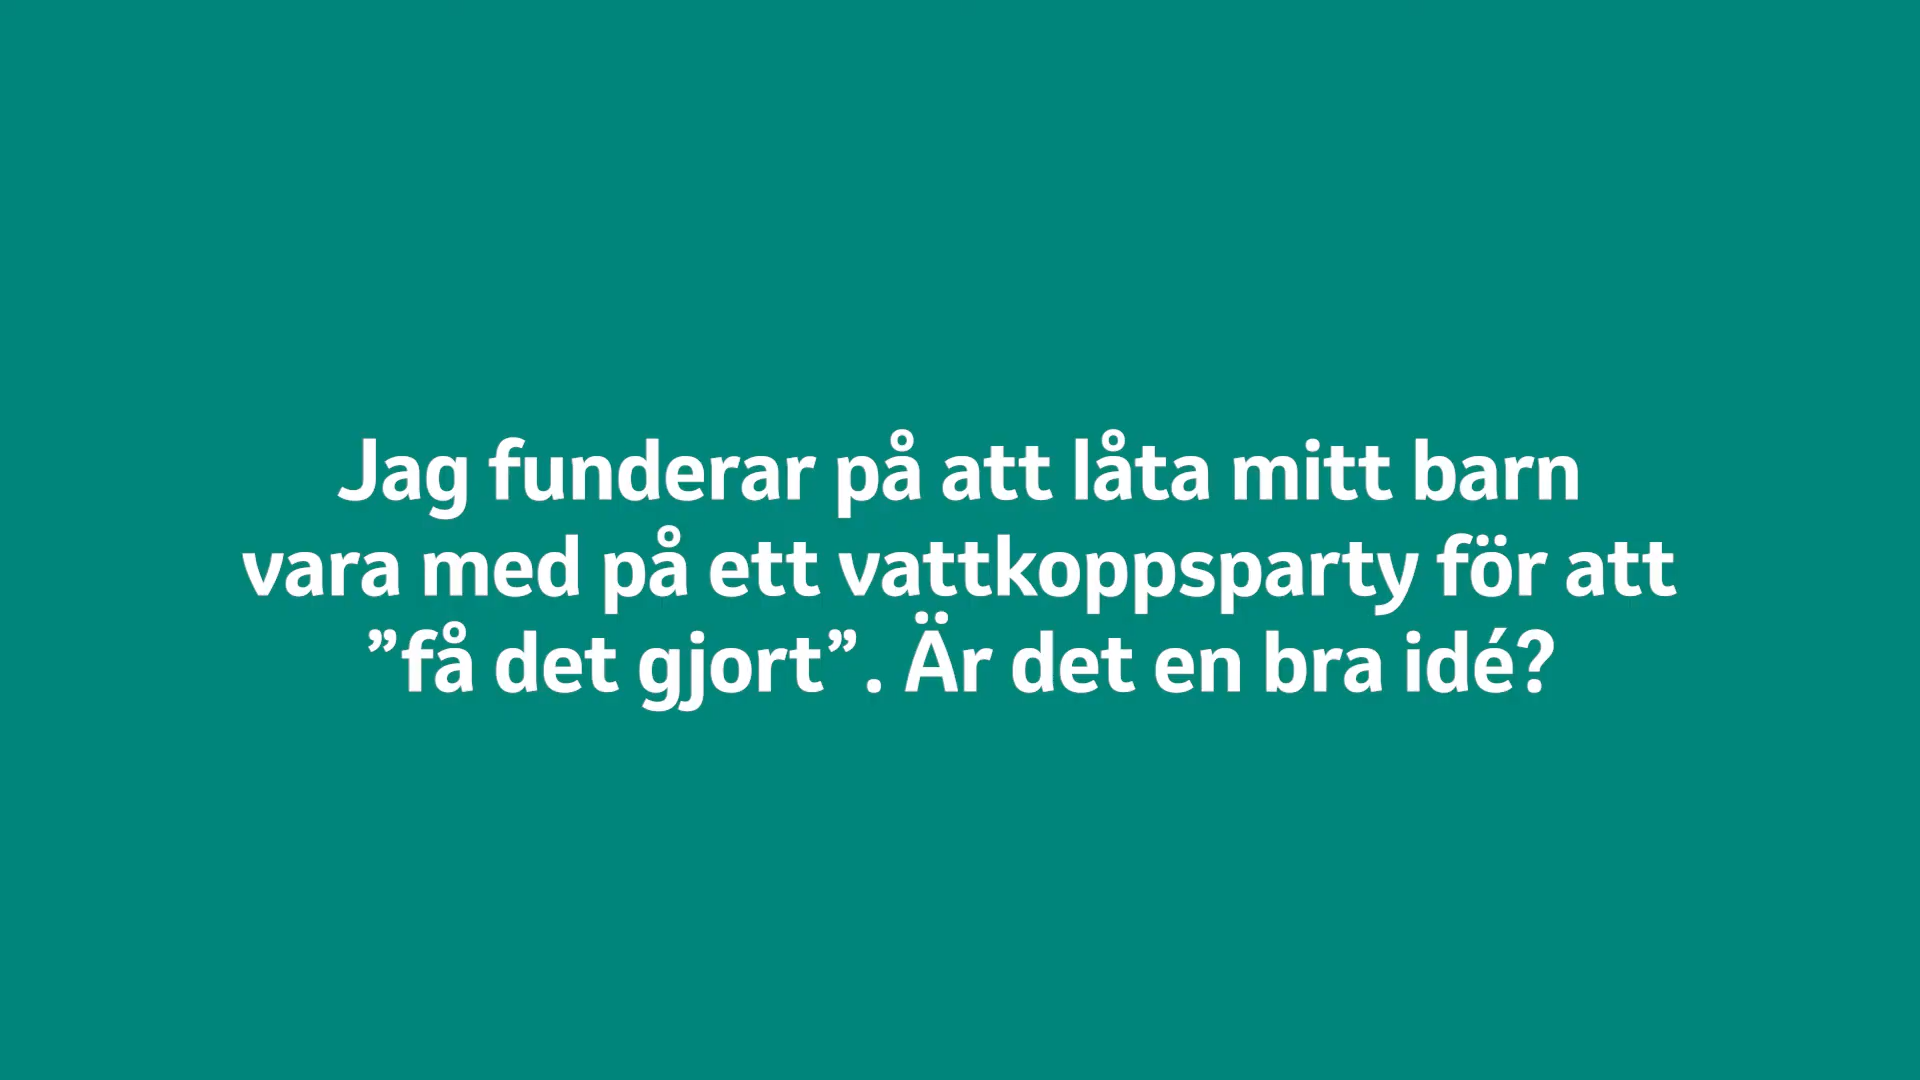 Jag funderar på att låta mitt barn
vara med på ett vattkoppsparty för att
”få det gjort”. Är det en bra idé?